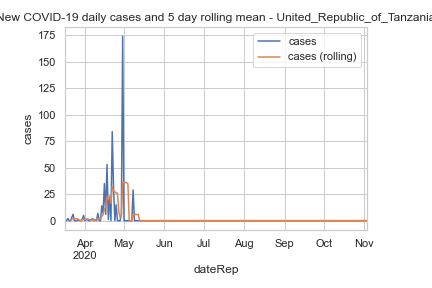 New COVID-19 daily cases and 5 day rolling mean - United_Republic_of_Tanzania
cases
cases (rolling)
175
150
125
100
75
50
25
0
cases
Apr May Jun Jul Aug Sep Oct Nov
2020
dateRep